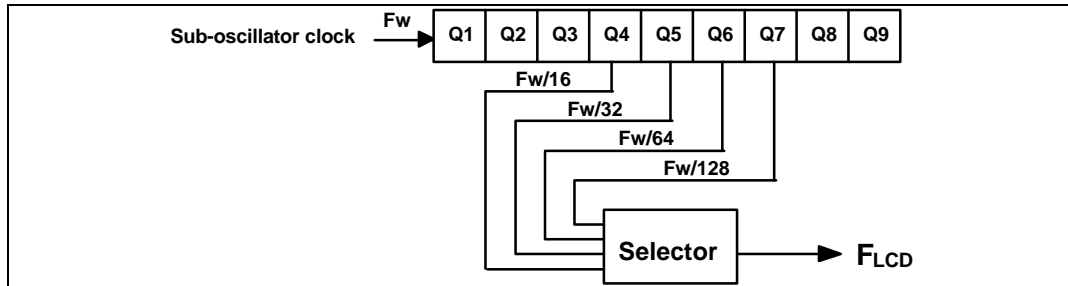 Fw
Sub-oscillator clock
Q1 Q2 Q3 Q4 Q5 Q6 Q7 Q8 Q9
Fw/16
Fw/32
Fw/64
Fw/128
Selector
FLCD